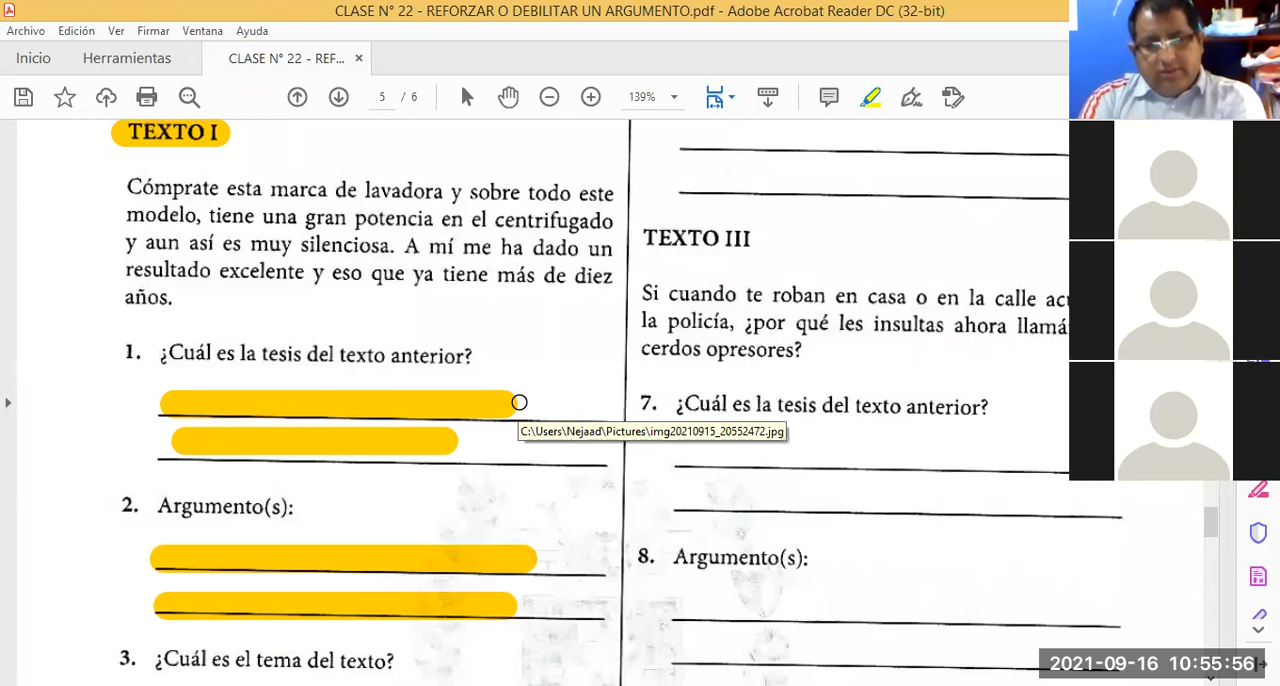 CLASE N° 22 - REFORZAR O DEBILITAR UN ARGUMENTO.pdf - Adobe Acrobat Reader DC (32-bit)
Archivo Edición Ver Firmar Ventana Ayuda
Inicio Herramientas CLASE N° 22 - REF... ×
5 / 6 139%
TEXTO I
Cómprate esta marca de lavadora y sobre todo este
modelo, tiene una gran potencia en el centrifugado
y aun así es muy silenciosa. A mí me ha dado un
resultado excelente y eso que ya tiene más de diez
años.
1. ¿Cuál es la tesis del texto anterior?
C:\Users\Nejaad\Pictures\img20210915_20552472.jpg
2. Argumento(s):
3. ¿Cuál es el tema del texto?
TEXTO III
Si cuando te roban en casa o en la calle
la policía, ¿por qué les insultas ahora
cerdos opresores?
7. ¿Cuál es la tesis del texto anterior?
8. Argumento(s):
2021-09-16 10:55:56